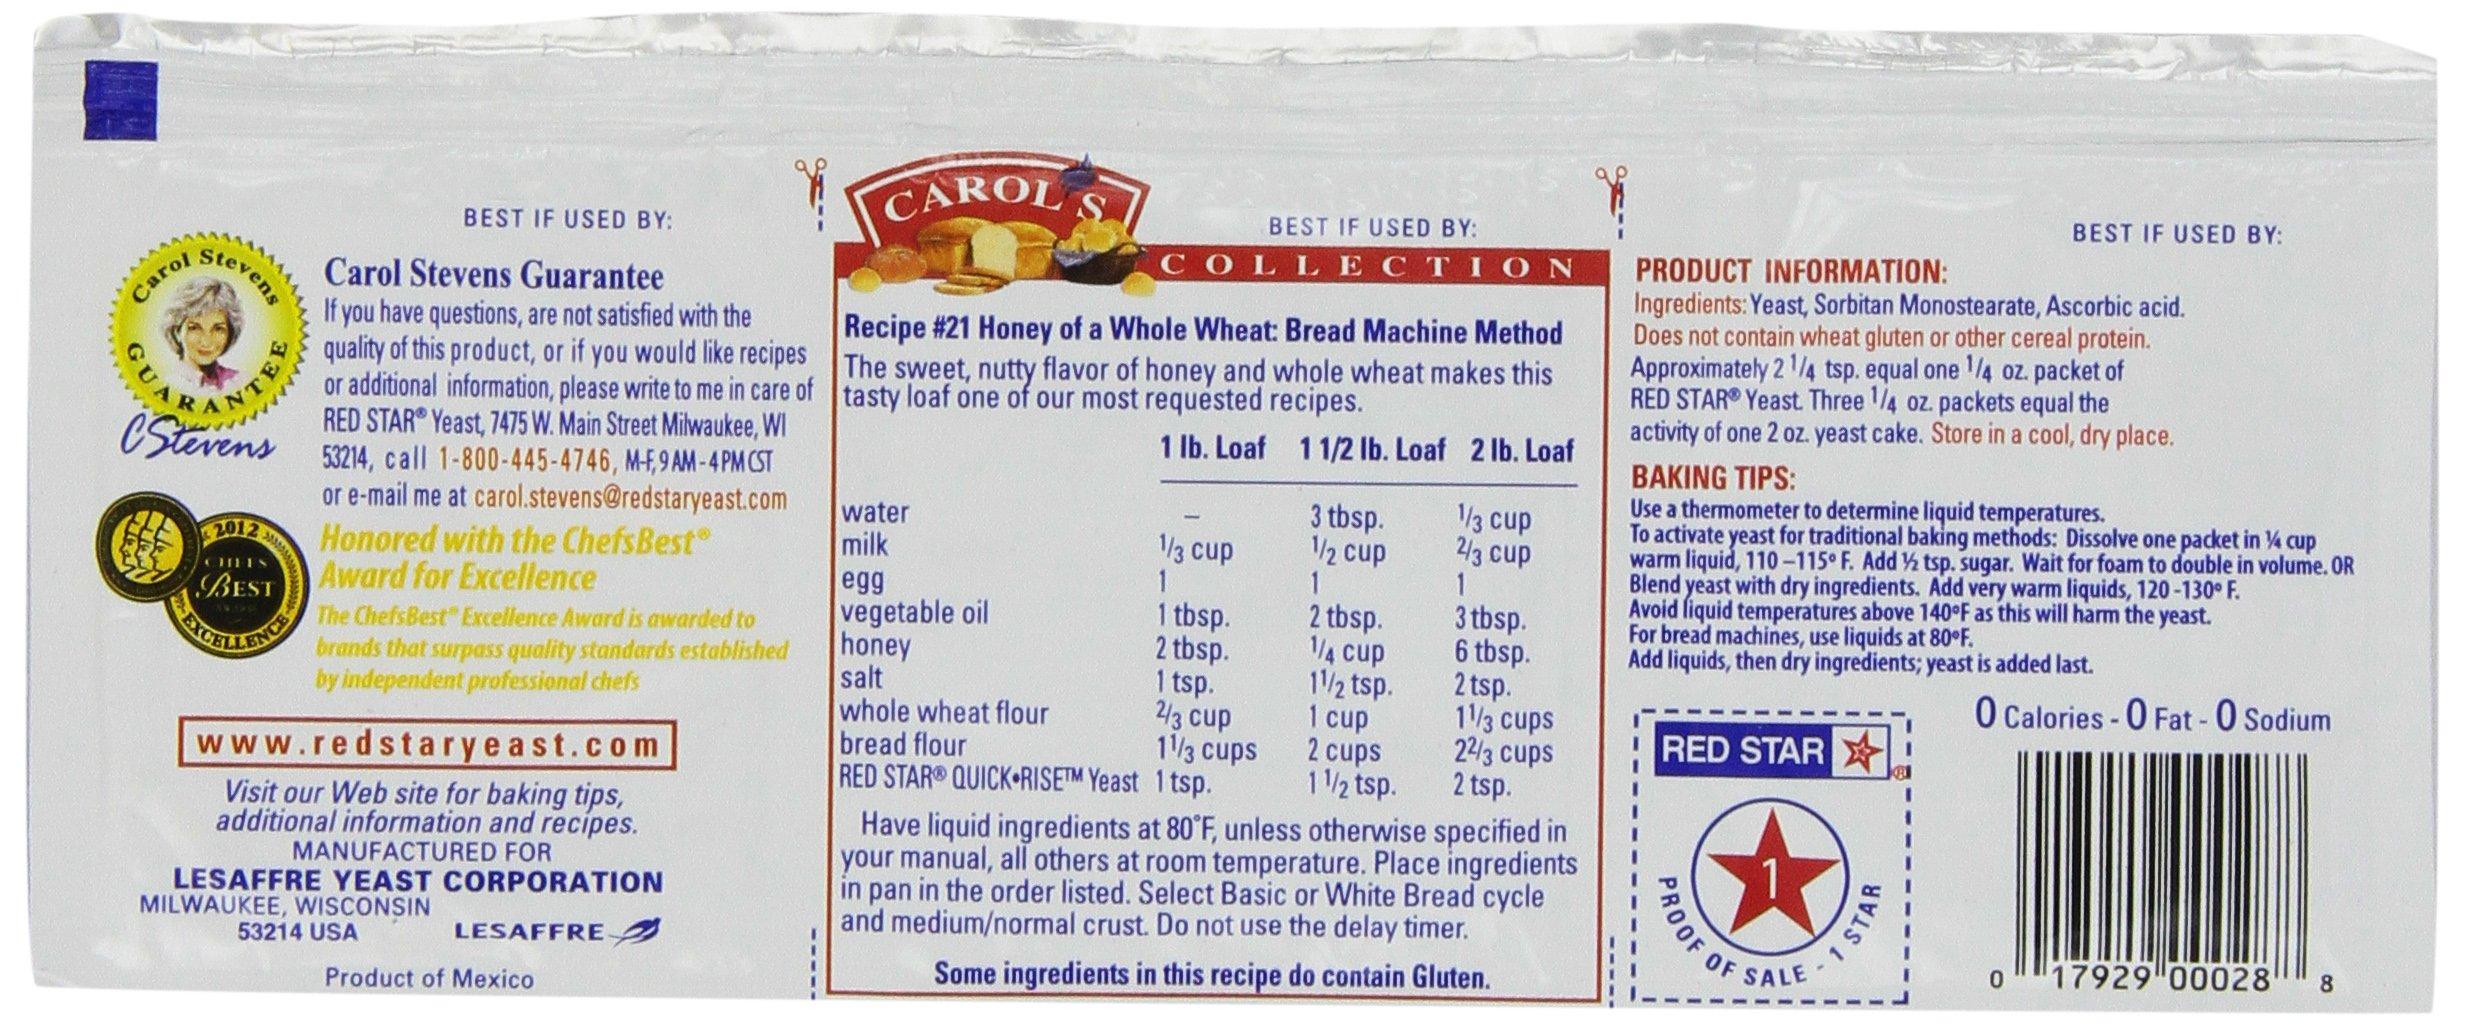 BEST IF USED BY:
Carol Stevens
GUARANTEE
CStevens
Carol Stevens Guarantee
If you have questions, are not satisfied with the
quality of this product, or if you would like recipes
or additional information, please write to me in care of
RED STAR® Yeast, 7475 W. Main Street Milwaukee, WI
53214, call 1-800-445-4746, M-F, 9 AM - 4 PM CST
or e-mail me at carol.stevens@redstaryeast.com
2012
CHEFS
BEST
EXCELLENCE
Honored with the ChefsBest®
Award for Excellence
The ChefsBest® Excellence Award is awarded to
brands that surpass quality standards established
by independent professional chefs
www.redstaryeast.com
Visit our Web site for baking tips,
additional information and recipes.
MANUFACTURED FOR
LESAFFRE YEAST CORPORATION
MILWAUKEE, WISCONSIN
53214 USA
LESAFFRE
Product of Mexico
CAROL'S
BEST IF USED BY:
COLLECTION
Recipe #21 Honey of a Whole Wheat: Bread Machine Method
The sweet, nutty flavor of honey and whole wheat makes this
tasty loaf one of our most requested recipes.
1 lb. Loaf 1 1/2 lb. Loaf 2 lb. Loaf
water – 3 tbsp. 1/3 cup
milk 1/3 cup 1/2 cup 2/3 cup
egg 1 1 1
vegetable oil 1 tbsp. 2 tbsp. 3 tbsp.
honey 2 tbsp. 1/4 cup 6 tbsp.
salt 1 tsp. 1 1/2 tsp. 2 tsp.
whole wheat flour 2/3 cup 1 cup 1 1/3 cups
bread flour 1 1/3 cups 2 cups 2 2/3 cups
RED STAR® QUICK•RISE™ Yeast 1 tsp. 1 1/2 tsp. 2 tsp.
Have liquid ingredients at 80°F, unless otherwise specified in
your manual, all others at room temperature. Place ingredients
in pan in the order listed. Select Basic or White Bread cycle
and medium/normal crust. Do not use the delay timer.
Some ingredients in this recipe do contain Gluten.
BEST IF USED BY:
PRODUCT INFORMATION:
Ingredients: Yeast, Sorbitan Monostearate, Ascorbic acid.
Does not contain wheat gluten or other cereal protein.
Approximately 2 1/4 tsp. equal one 1/4 oz. packet of
RED STAR® Yeast. Three 1/4 oz. packets equal the
activity of one 2 oz. yeast cake. Store in a cool, dry place.
BAKING TIPS:
Use a thermometer to determine liquid temperatures.
To activate yeast for traditional baking methods: Dissolve one packet in ¼ cup
warm liquid, 110 –115° F. Add ½ tsp. sugar. Wait for foam to double in volume. OR
Blend yeast with dry ingredients. Add very warm liquids, 120 -130° F.
Avoid liquid temperatures above 140°F as this will harm the yeast.
For bread machines, use liquids at 80°F.
Add liquids, then dry ingredients; yeast is added last.
RED STAR ®
1
PROOF OF SALE - 1 STAR
0 Calories - 0 Fat - 0 Sodium
0 17929 00028 8